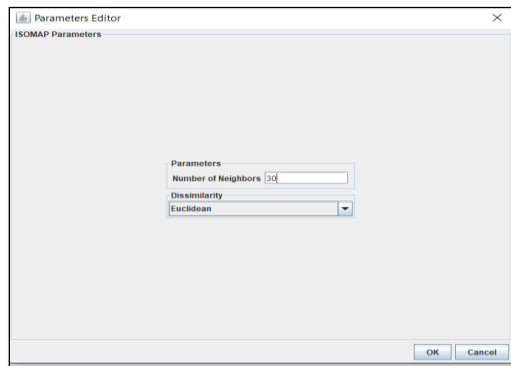 Parameters Editor
ISOMAP Parameters
Parameters
Number of Neighbors 30
Dissimilarity
Euclidean
OK Cancel